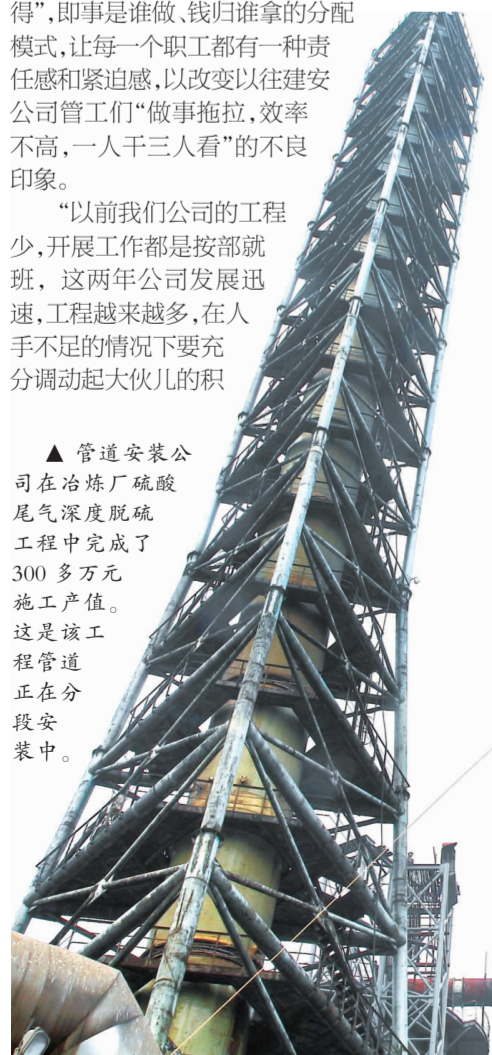 得”,即事是谁做、钱归谁拿的分配
模式,让每一个职工都有一种责
任感和紧迫感,以改变以往建安
公司管工们“做事拖拉,效率
不高,一人干三人看”的不良
印象。
“以前我们公司的工程
少,开展工作都是按部就
班,这两年公司发展迅
速,工程越来越多,在人
手不足的情况下要充
分调动起大伙儿的积
▲ 管道安装公
司在冶炼厂硫酸
尾气深度脱硫
工程中完成了
300 多万元
施工产值。
这是该工
程管道
正在分
段安
装中。